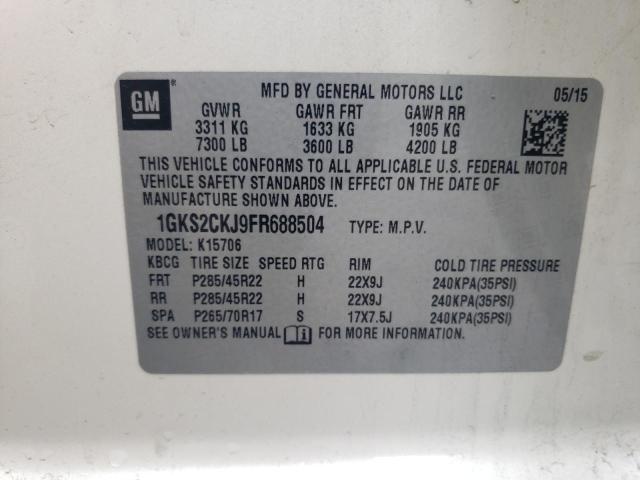 GM
MFD BY GENERAL MOTORS LLC 05/15
GVWR GAWR FRT GAWR RR
3311 KG 1633 KG 1905 KG
7300 LB 3600 LB 4200 LB
THIS VEHICLE CONFORMS TO ALL APPLICABLE U.S. FEDERAL MOTOR
VEHICLE SAFETY STANDARDS IN EFFECT ON THE DATE OF
MANUFACTURE SHOWN ABOVE.
1GKS2CKJ9FR688504 TYPE: M.P.V.
MODEL: K15706
KBCG TIRE SIZE SPEED RTG RIM COLD TIRE PRESSURE
FRT P285/45R22 H 22X9J 240KPA(35PSI)
RR P285/45R22 H 22X9J 240KPA(35PSI)
SPA P265/70R17 S 17X7.5J 240KPA(35PSI)
SEE OWNER'S MANUAL FOR MORE INFORMATION.